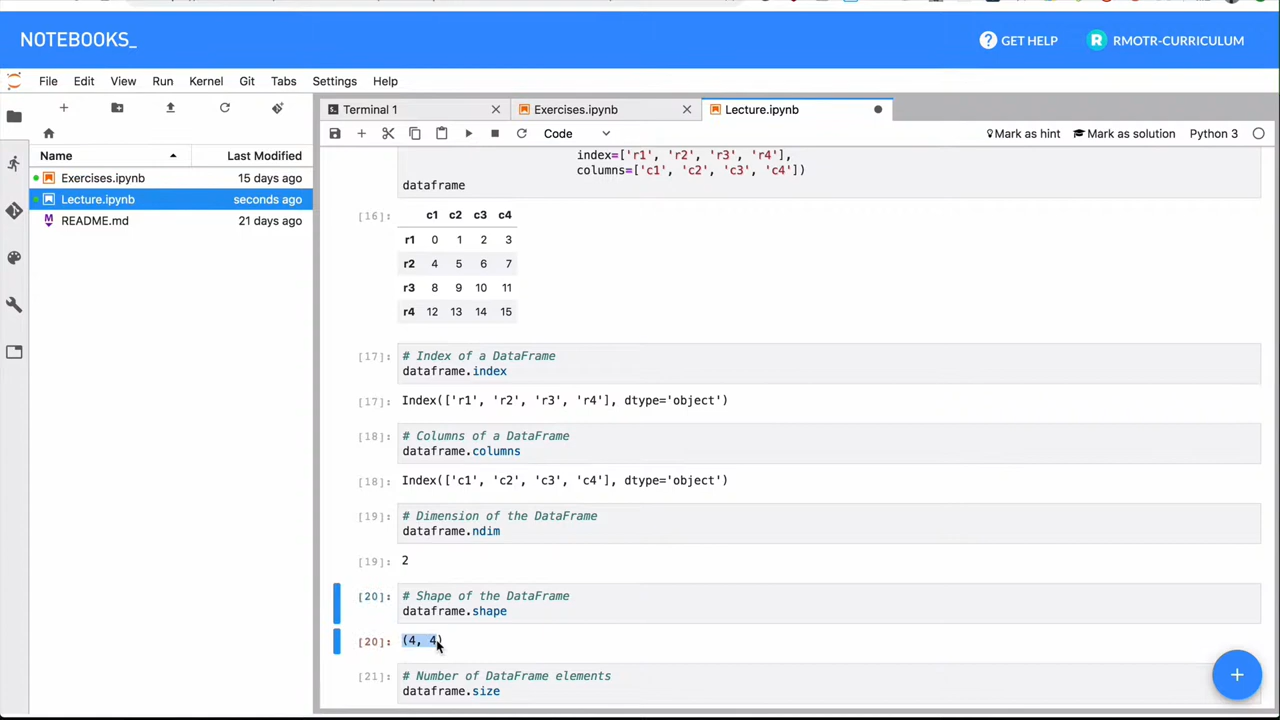 NOTEBOOKS_
GET HELP
R RMOTR-CURRICULUM
File Edit View Run Kernel Git Tabs Settings Help
Terminal 1
Exercises.ipynb
Lecture.ipynb
Code
Mark as hint
Mark as solution
Python 3
Name Last Modified
Exercises.ipynb 15 days ago
Lecture.ipynb seconds ago
README.md 21 days ago
index=['r1', 'r2', 'r3', 'r4'],
columns=['c1', 'c2', 'c3', 'c4'])
dataframe
[16]: c1 c2 c3 c4
r1 0 1 2 3
r2 4 5 6 7
r3 8 9 10 11
r4 12 13 14 15
[17]: # Index of a DataFrame
dataframe.index
[17]: Index(['r1', 'r2', 'r3', 'r4'], dtype='object')
[18]: # Columns of a DataFrame
dataframe.columns
[18]: Index(['c1', 'c2', 'c3', 'c4'], dtype='object')
[19]: # Dimension of the DataFrame
dataframe.ndim
[19]: 2
[20]: # Shape of the DataFrame
dataframe.shape
[20]: (4, 4)
[21]: # Number of DataFrame elements
dataframe.size